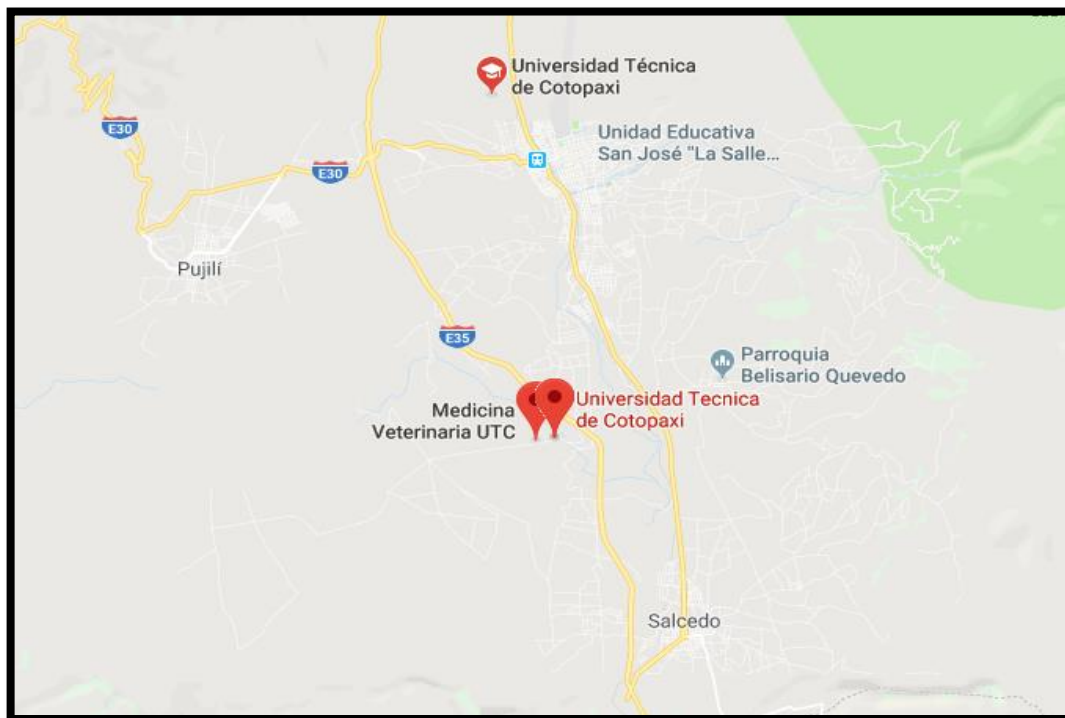 Universidad Técnica
de Cotopaxi
Unidad Educativa
San José "La Salle...
E30
E30
Pujilí
E35
Parroquia
Belisario Quevedo
Medicina
Veterinaria UTC
Universidad Tecnica
de Cotopaxi
Salcedo